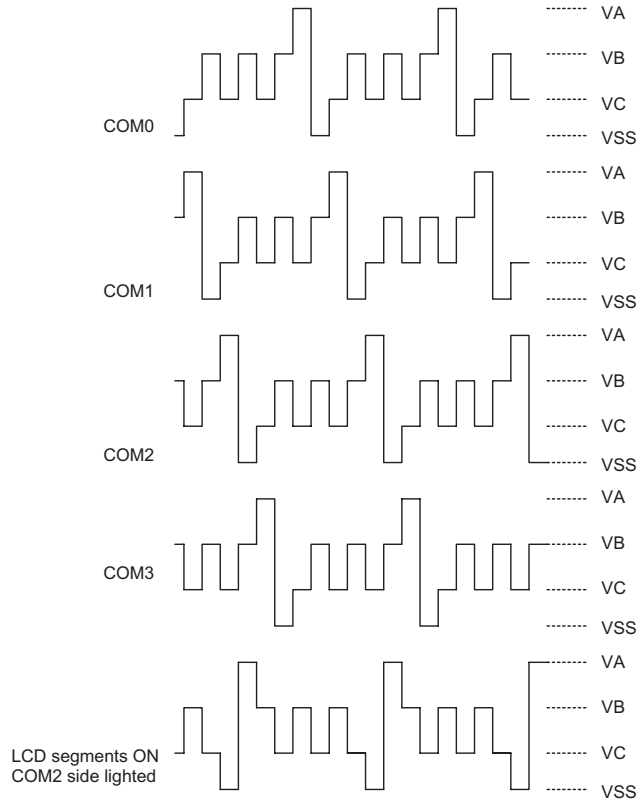 VA
VB
VC
COM0
VSS
VA
VB
VC
COM1
VSS
VA
VB
VC
COM2
VSS
VA
VB
COM3
VC
VSS
VA
VB
LCD segments ON
VC
COM2 side lighted
VSS